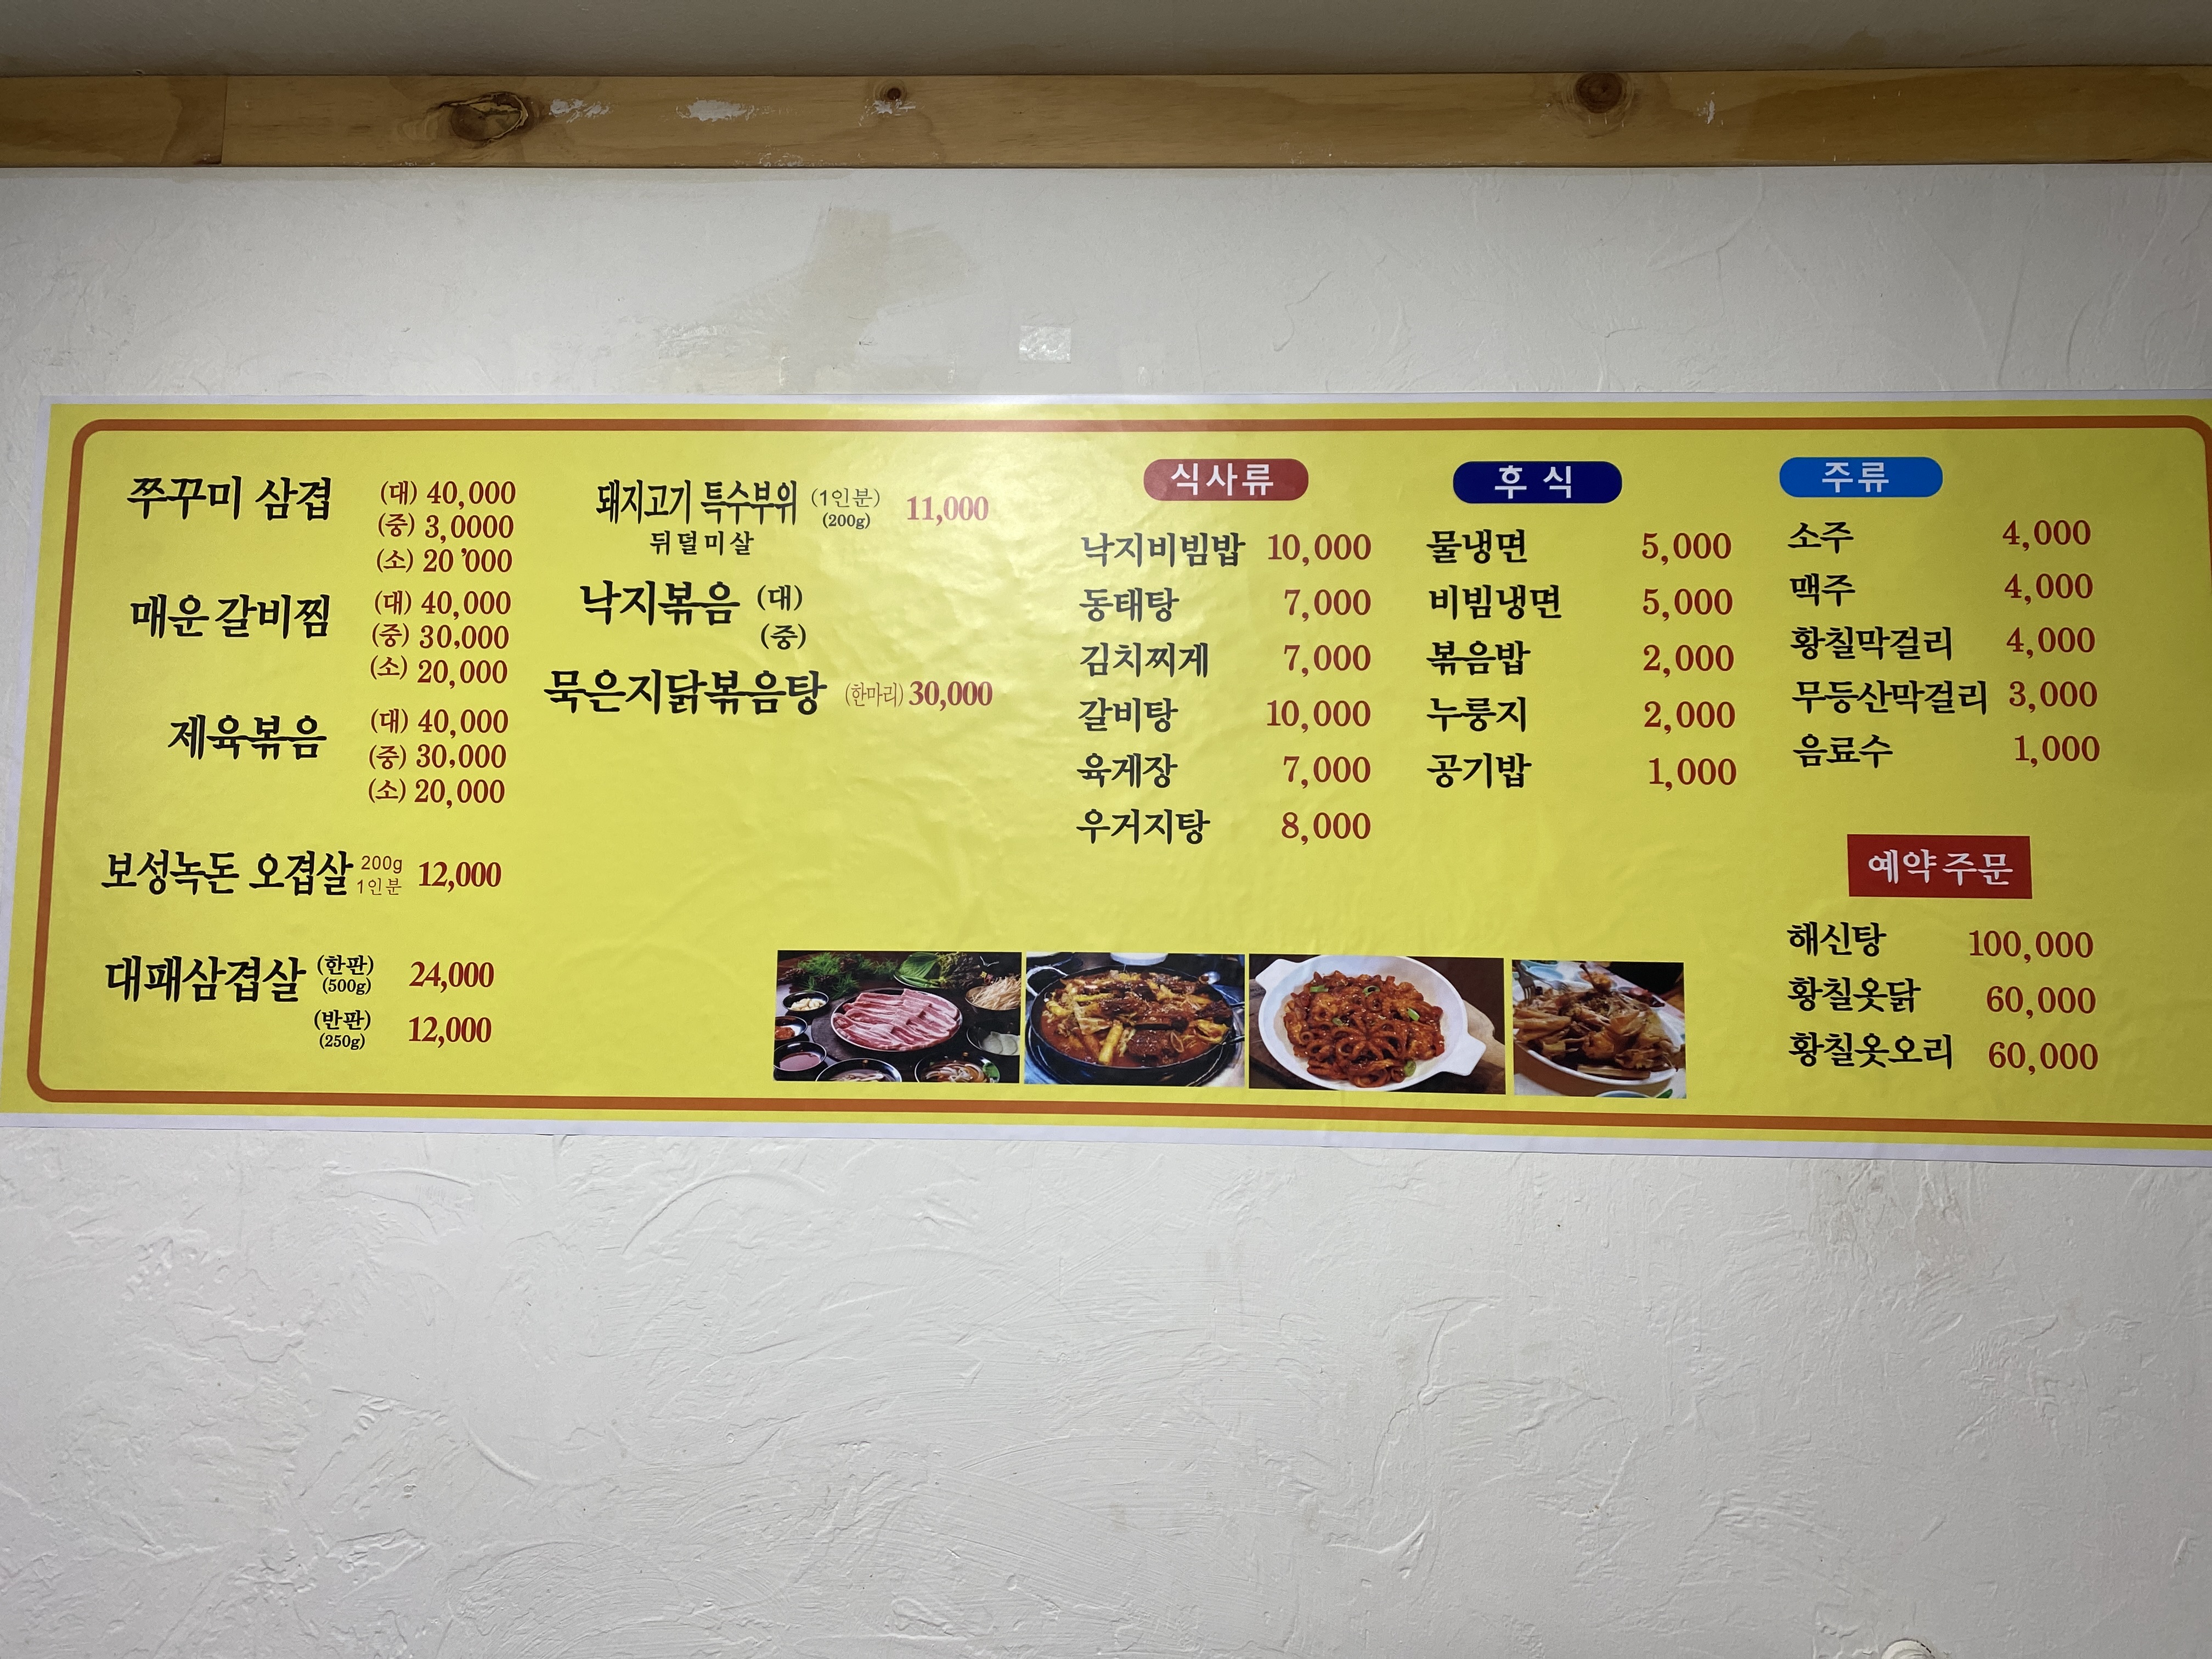 쭈꾸미 삼겹 (대) 40,000
(중) 3,0000
(소) 20 ’000
매운 갈비찜 (대) 40,000
(중) 30,000
(소) 20,000
제육볶음 (대) 40,000
(중) 30,000
(소) 20,000
보성녹돈 오겹살 200g 1인분 12,000
대패삼겹살 (한판) (500g) 24,000
(반판) (250g) 12,000
돼지고기 특수부위 (1인분) (200g) 11,000
뒤덜미살
낙지볶음 (대)
(중)
묵은지닭볶음탕 (한마리) 30,000
식사류
낙지비빔밥 10,000
동태탕 7,000
김치찌게 7,000
갈비탕 10,000
육게장 7,000
우거지탕 8,000
후 식
물냉면 5,000
비빔냉면 5,000
볶음밥 2,000
누룽지 2,000
공기밥 1,000
주류
소주 4,000
맥주 4,000
황칠막걸리 4,000
무등산막걸리 3,000
음료수 1,000
예약 주문
해신탕 100,000
황칠옷닭 60,000
황칠옷오리 60,000